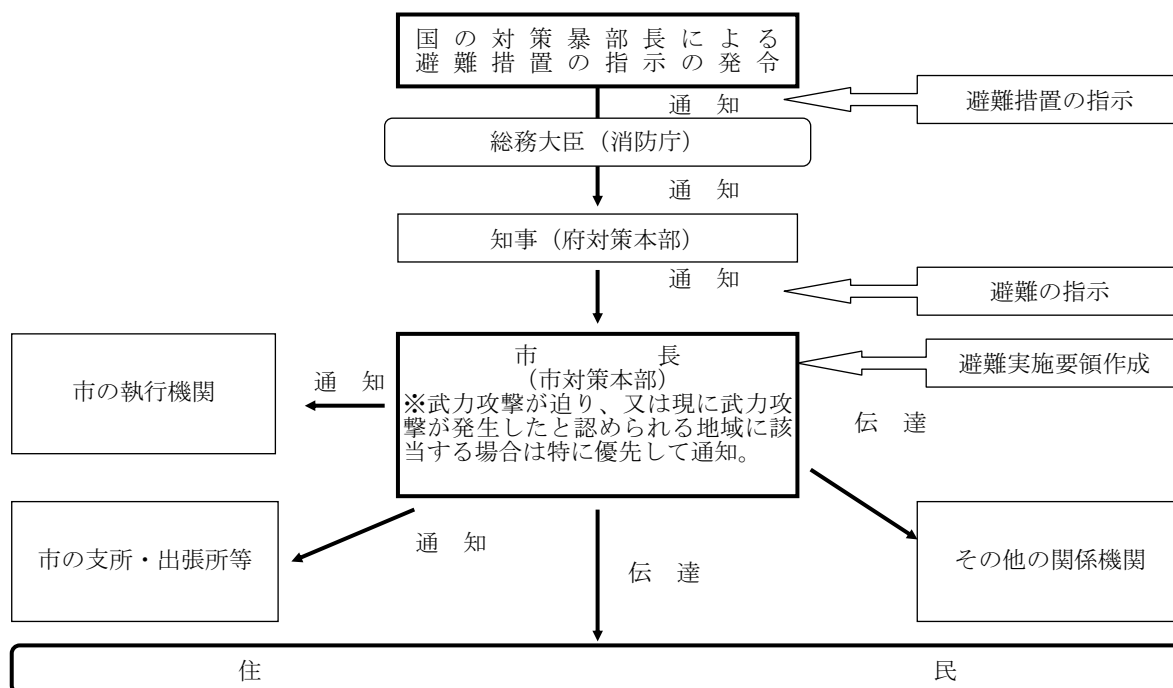 国の対策暴部長による
避難措置の指示の発令
通 知
避難措置の指示
総務大臣（消防庁）
通 知
知事（府対策本部）
通 知
避難の指示
市 長
（市対策本部）
※武力攻撃が迫り、又は現に武力攻
撃が発生したと認められる地域に該
当する場合は特に優先して通知。
避難実施要領作成
市の執行機関
通 知
伝 達
市の支所・出張所等
通 知
伝 達
その他の関係機関
住 民